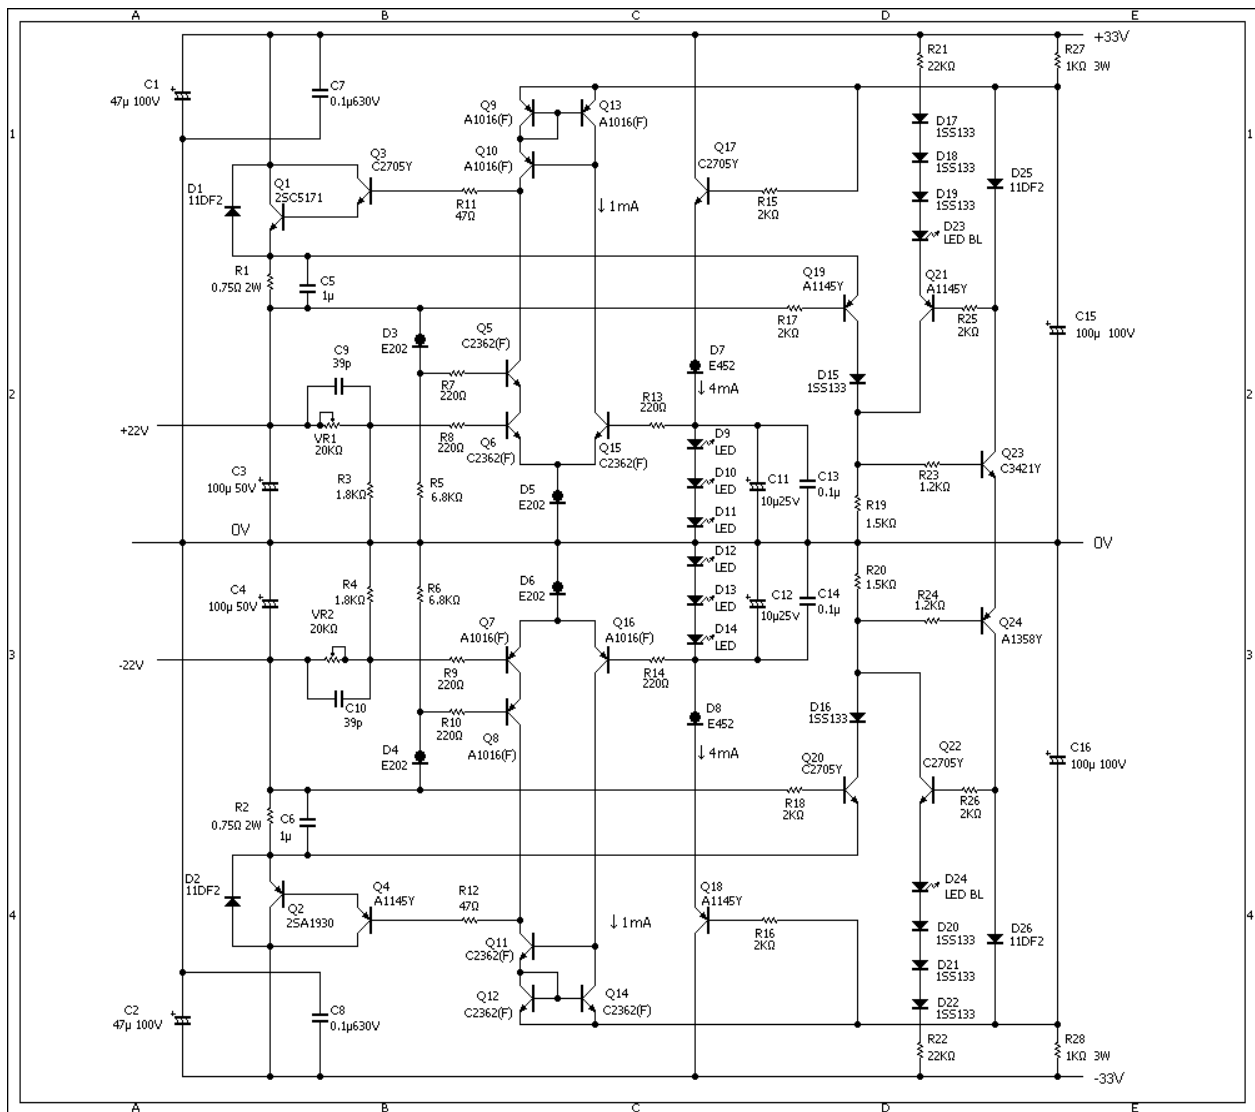 A B C D E
+33V
R21
22KΩ
R27
1KΩ 3W
C1
47μ 100V
C7
0.1μ630V
Q9
A1016(F)
Q13
A1016(F)
1
D17
1SS133
1
Q10
A1016(F)
Q3
C2705Y
Q17
C2705Y
D18
1SS133
D25
11DF2
D1
11DF2
Q1
2SC5171
R11
47Ω
↓ 1mA
R15
2KΩ
D19
1SS133
D23
LED BL
R1
0.75Ω 2W
C5
1μ
Q19
A1145Y
Q21
A1145Y
R17
2KΩ
R25
2KΩ
C15
100μ 100V
D3
E202
Q5
C2362(F)
C9
39p
D7
E452
↓ 4mA
R7
220Ω
D15
1SS133
2
R13
220Ω
2
+22V
VR1
20KΩ
R8
220Ω
Q6
C2362(F)
Q15
C2362(F)
D9
LED
Q23
C3421Y
C3
100μ 50V
R3
1.8KΩ
R5
6.8KΩ
D5
E202
D10
LED
C11
10μ25V
C13
0.1μ
R23
1.2KΩ
D11
LED
R19
1.5KΩ
0V
0V
D12
LED
C4
100μ 50V
R4
1.8KΩ
R6
6.8KΩ
D6
E202
D13
LED
C12
10μ25V
C14
0.1μ
R20
1.5KΩ
R24
1.2KΩ
VR2
20KΩ
Q7
A1016(F)
Q16
A1016(F)
D14
LED
Q24
A1358Y
3
-22V
3
R9
220Ω
R14
220Ω
C10
39p
R10
220Ω
Q8
A1016(F)
D8
E452
↓ 4mA
D16
1SS133
D4
E202
Q20
C2705Y
Q22
C2705Y
C16
100μ 100V
R2
0.75Ω 2W
C6
1μ
R18
2KΩ
R26
2KΩ
D2
11DF2
Q2
2SA1930
Q4
A1145Y
R12
47Ω
Q18
A1145Y
D24
LED BL
4
↓ 1mA
4
R16
2KΩ
D20
1SS133
D26
11DF2
Q11
C2362(F)
D21
1SS133
Q12
C2362(F)
Q14
C2362(F)
D22
1SS133
C2
47μ 100V
C8
0.1μ630V
R22
22KΩ
R28
1KΩ 3W
-33V
A B C D E